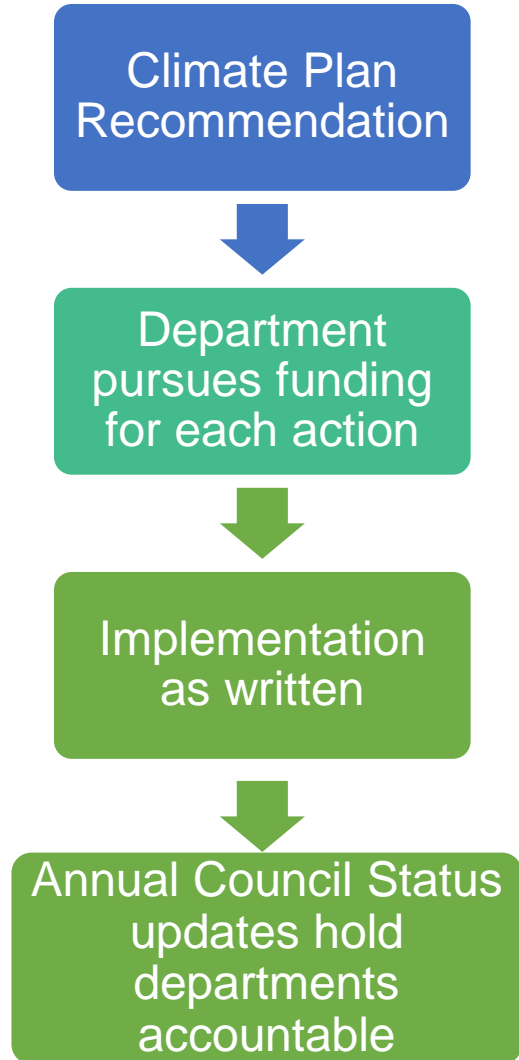 Climate Plan
Recommendation
Department
pursues funding
for each action
Implementation
as written
Annual Council Status
updates hold
departments
accountable